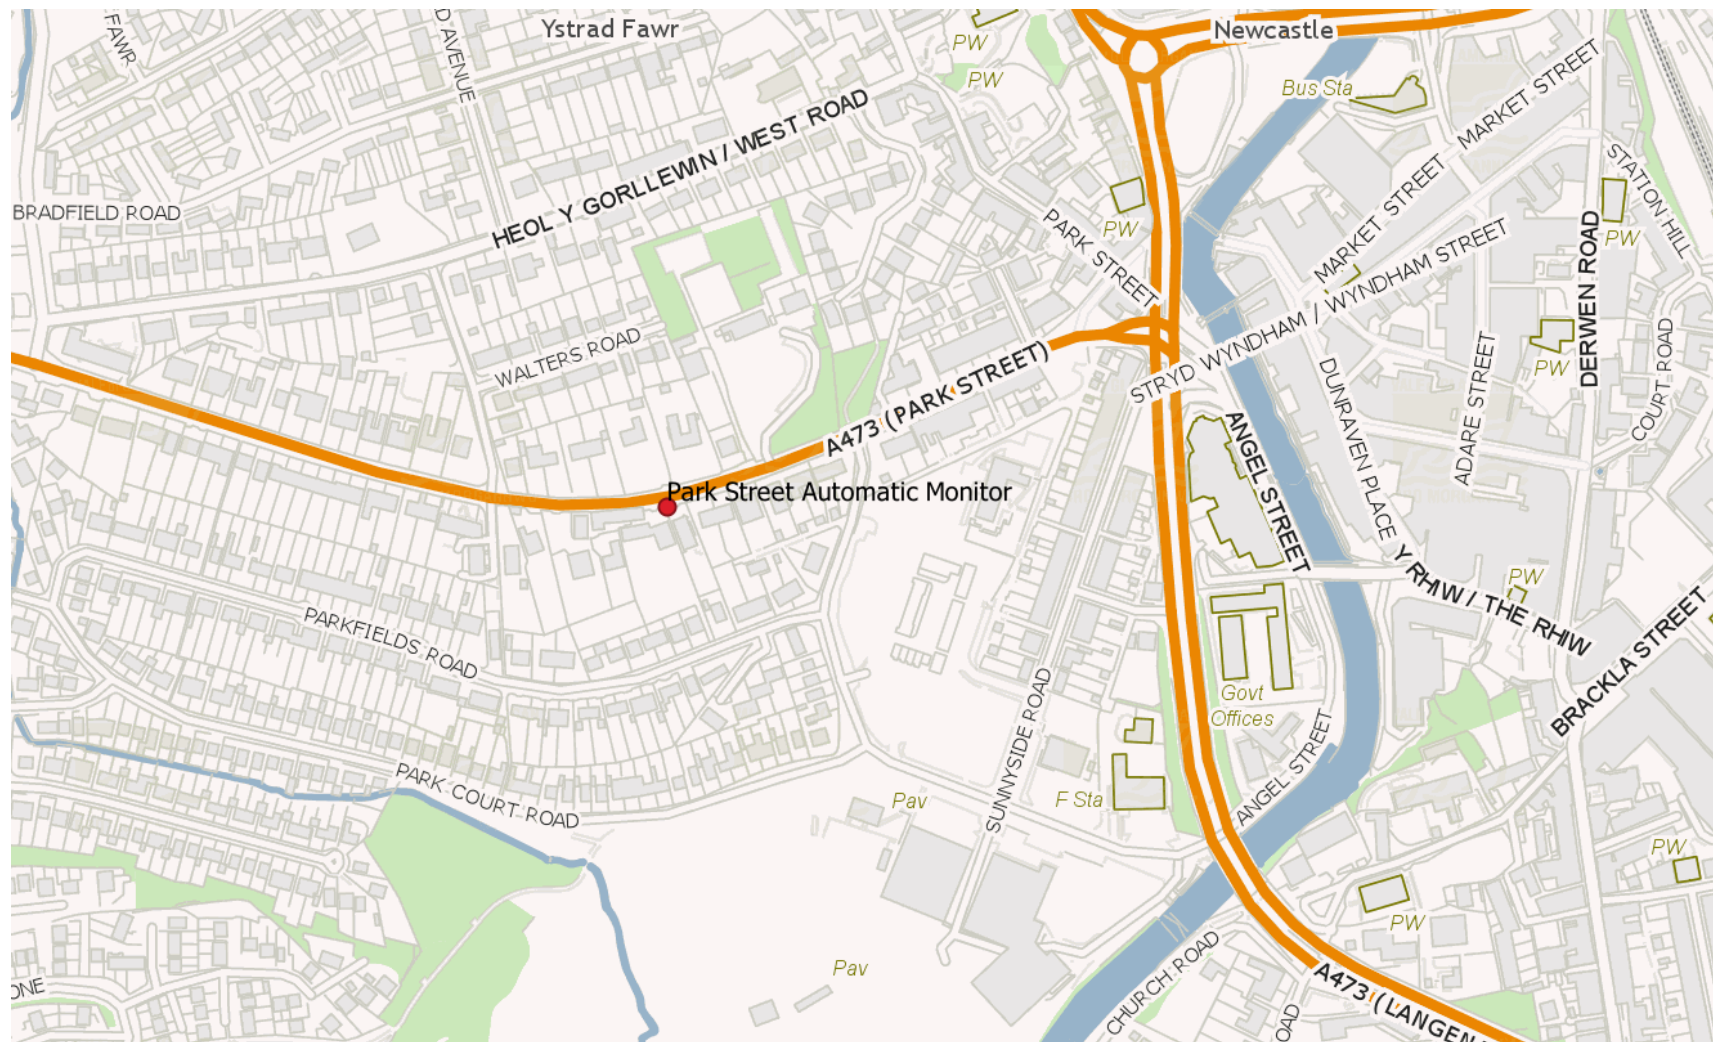 FAWR
D AVENUE
Ystrad Fawr
PW
PW
Newcastle
Bus Sta
MARKET STREET
STATION HILL
HEOL Y GORLLEWIN / WEST ROAD
BRADFIELD ROAD
PARK STREET
PW
MARKET STREET
PW
DERWEN ROAD
STRYD WYNDHAM / WYNDHAM STREET
WALTERS ROAD
A473 (PARK STREET)
DUNRAVEN PLACE
ADARE STREET
PW
COURT ROAD
ANGEL STREET
Park Street Automatic Monitor
Y RHIW / THE RHIW
PW
BRACKLA STREET
PARKFIELDS ROAD
SUNNYSIDE ROAD
Govt
Offices
ANGEL STREET
PARK COURT ROAD
Pav
F Sta
PW
PW
Pav
CHURCH ROAD
A473 (LANGEN
ONE
OAD